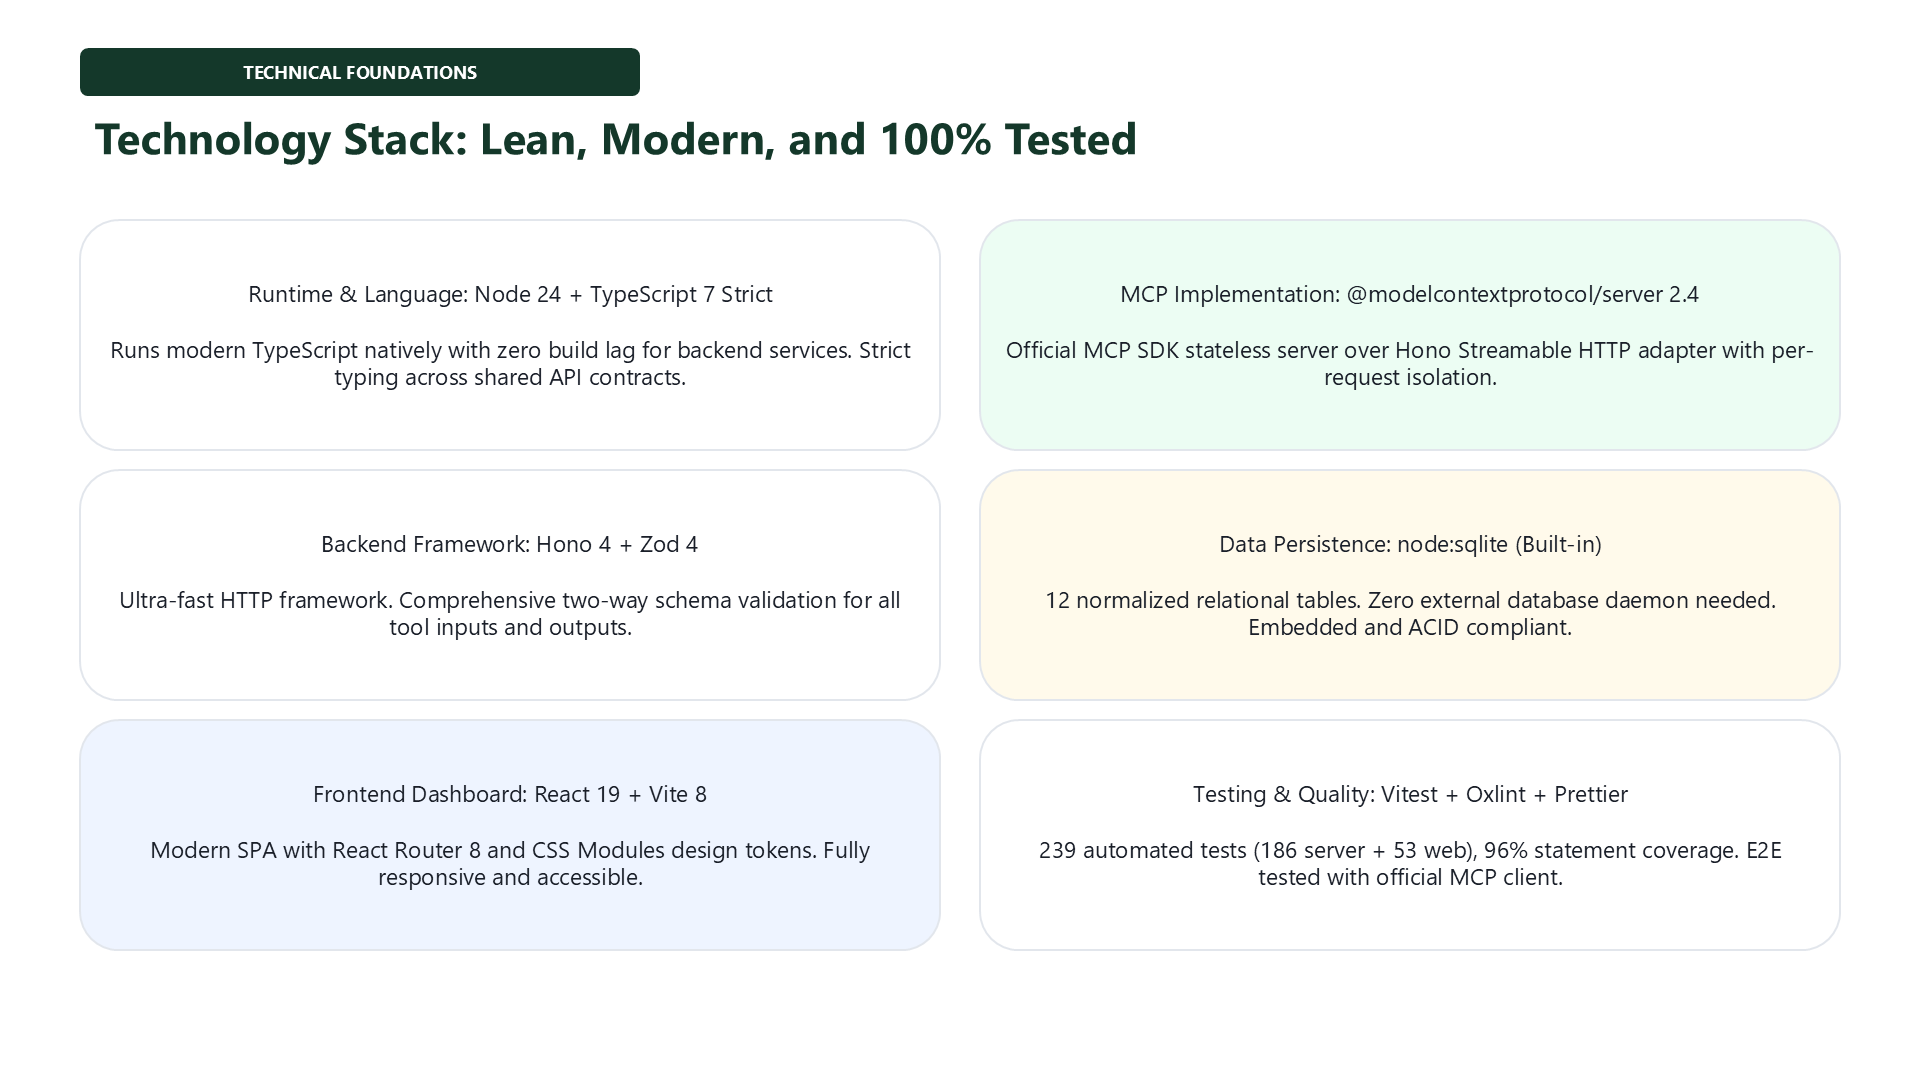 TECHNICAL FOUNDATIONS
Technology Stack: Lean, Modern, and 100% Tested
Runtime & Language: Node 24 + TypeScript 7 Strict
Runs modern TypeScript natively with zero build lag for backend services. Strict
typing across shared API contracts.
MCP Implementation: @modelcontextprotocol/server 2.4
Official MCP SDK stateless server over Hono Streamable HTTP adapter with per-
request isolation.
Backend Framework: Hono 4 + Zod 4
Ultra-fast HTTP framework. Comprehensive two-way schema validation for all
tool inputs and outputs.
Data Persistence: node:sqlite (Built-in)
12 normalized relational tables. Zero external database daemon needed.
Embedded and ACID compliant.
Frontend Dashboard: React 19 + Vite 8
Modern SPA with React Router 8 and CSS Modules design tokens. Fully
responsive and accessible.
Testing & Quality: Vitest + Oxlint + Prettier
239 automated tests (186 server + 53 web), 96% statement coverage. E2E
tested with official MCP client.